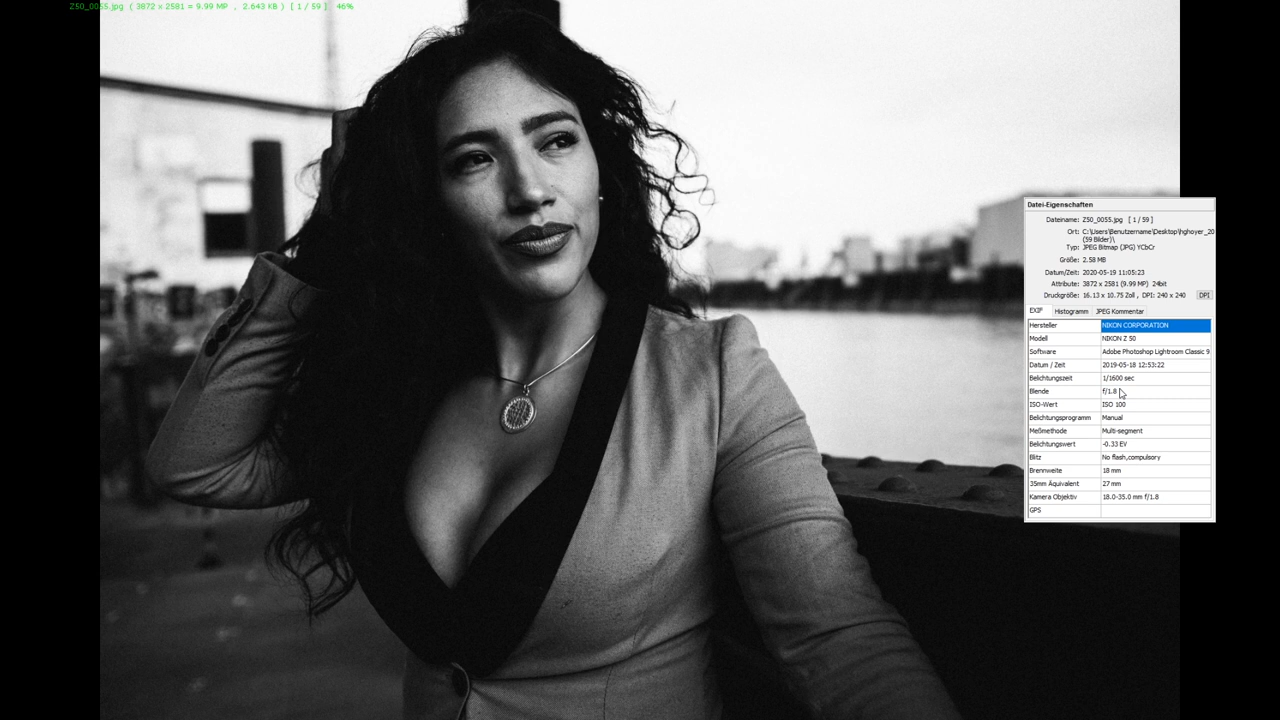 Z50_0055.jpg ( 3872 x 2581 = 9.99 MP , 2.643 KB ) [ 1 / 59 ] 46%
Datei-Eigenschaften
Dateiname: Z50_0055.jpg [ 1 / 59 ]
Ort: C:\Users\Benutzername\Desktop\hghoyer_20
(59 Bilder)\
Typ: JPEG Bitmap (JPG) YCbCr
Größe: 2.58 MB
Datum/Zeit: 2020-05-19 11:05:23
Attribute: 3872 x 2581 (9.99 MP) 24bit
Druckgröße: 16.13 x 10.75 Zoll , DPI: 240 x 240 DPI
EXIF Histogramm JPEG Kommentar
Hersteller NIKON CORPORATION
Modell NIKON Z 50
Software Adobe Photoshop Lightroom Classic 9
Datum / Zeit 2019-05-18 12:53:22
Belichtungszeit 1/1600 sec
Blende f/1.8
ISO-Wert ISO 100
Belichtungsprogramm Manual
Meßmethode Multi-segment
Belichtungswert -0.33 EV
Blitz No flash,compulsory
Brennweite 18 mm
35mm Äquivalent 27 mm
Kamera Objektiv 18.0-35.0 mm f/1.8
GPS